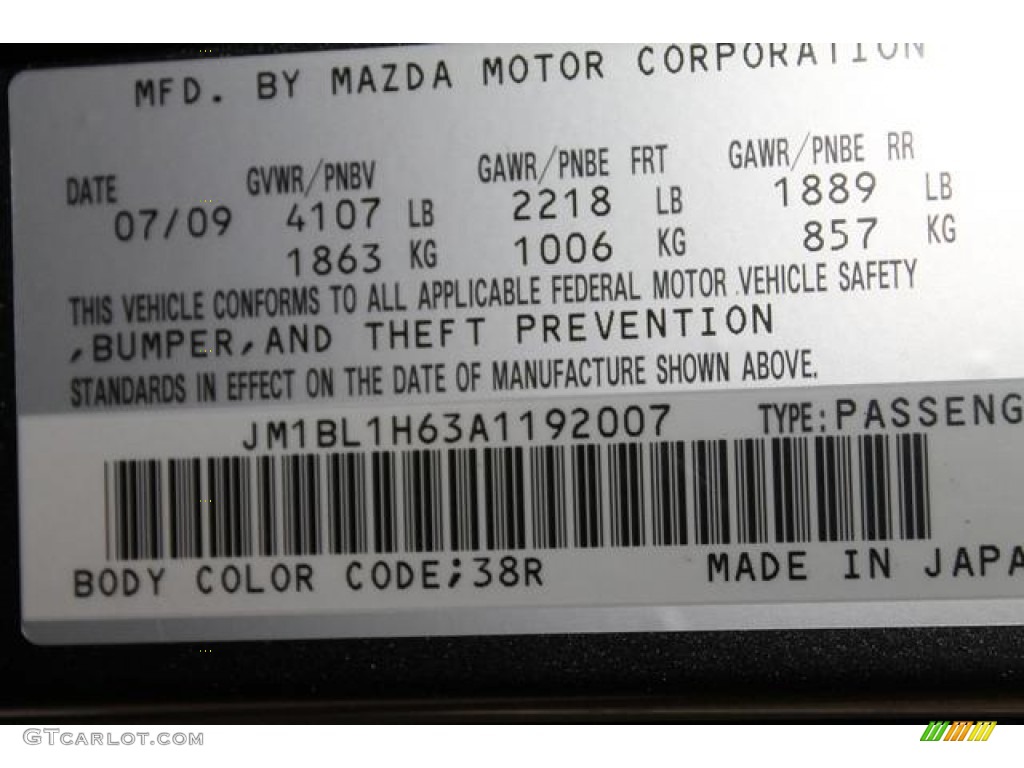 MFD. BY MAZDA MOTOR CORPORATION
DATE GVWR/PNBV GAWR/PNBE FRT GAWR/PNBE RR
07/09 4107 LB 2218 LB 1889 LB
1863 KG 1006 KG 857 KG
THIS VEHICLE CONFORMS TO ALL APPLICABLE FEDERAL MOTOR VEHICLE SAFETY
,BUMPER,AND THEFT PREVENTION
STANDARDS IN EFFECT ON THE DATE OF MANUFACTURE SHOWN ABOVE.
JM1BL1H63A1192007 TYPE:PASSENG
BODY COLOR CODE;38R MADE IN JAPA
GTCARLOT.COM